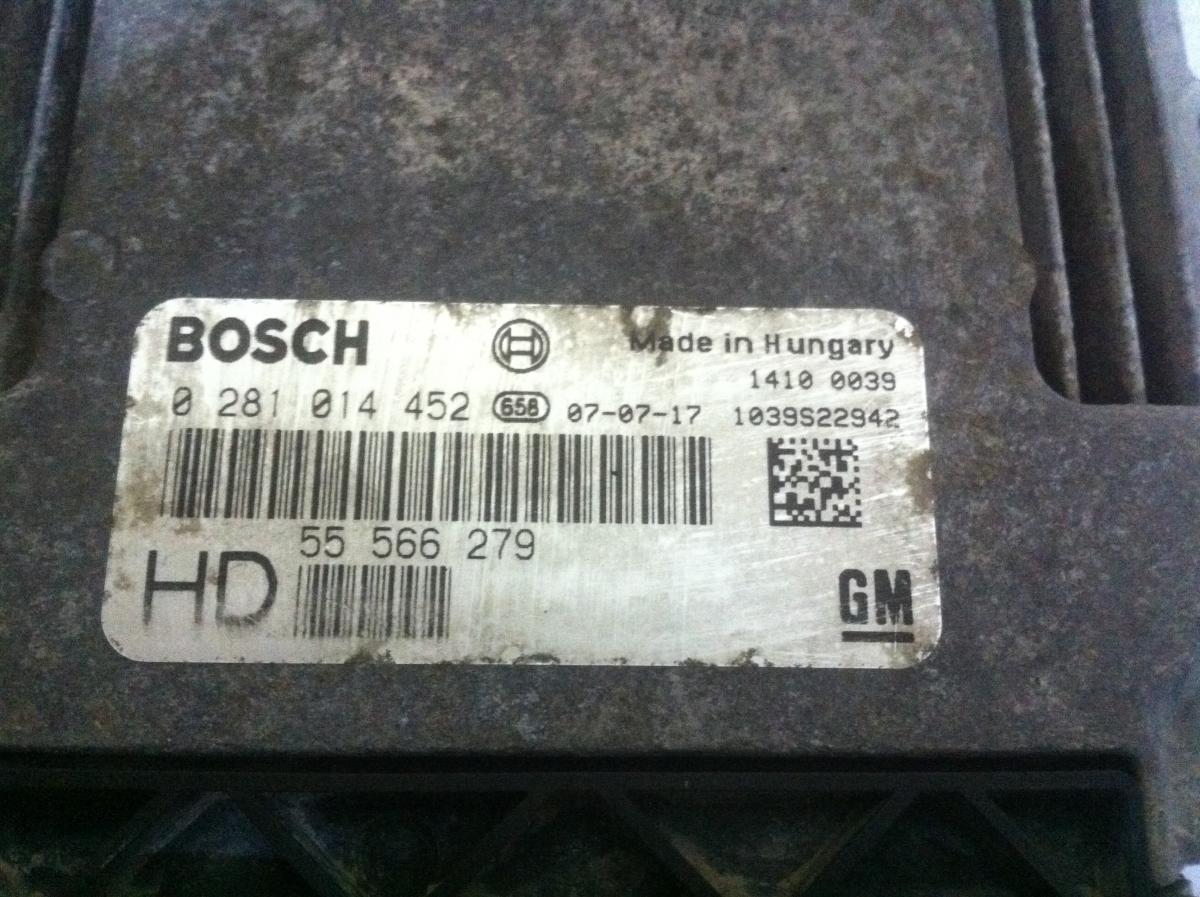 BOSCH
Made in Hungary
1410 0039
0 281 014 452 658 07-07-17 1039S22942
55 566 279
HD
GM